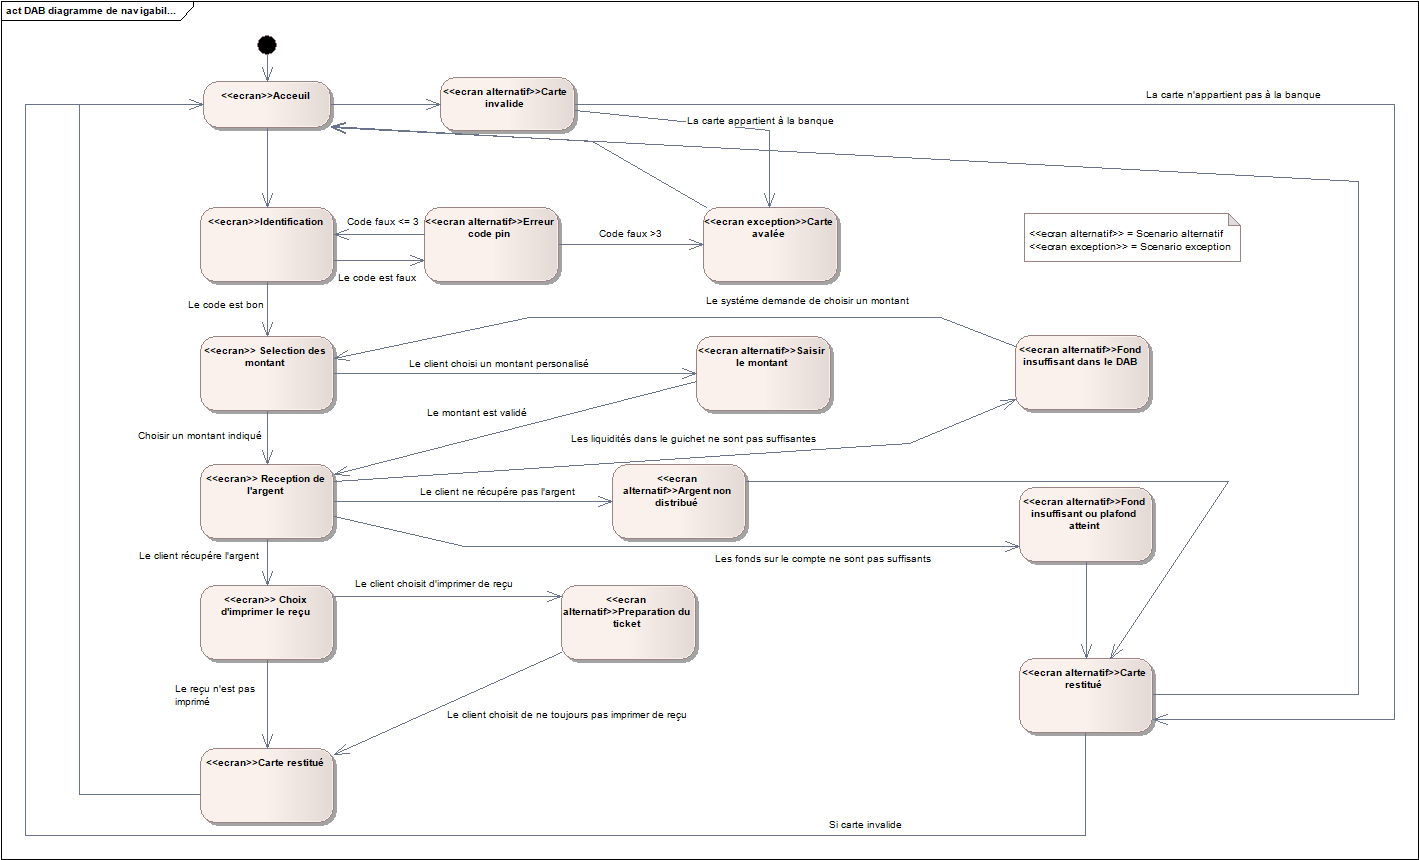 act DAB diagramme de navigabil...
<<ecran>>Acceuil
<<ecran alternatif>>Carte
invalide
La carte n'appartient pas à la banque
La carte appartient à la banque
<<ecran>>Identification
Code faux <= 3
<<ecran alternatif>>Erreur
code pin
Code faux >3
<<ecran exception>>Carte
avalée
<<ecran alternatif>> = Scenario alternatif
<<ecran exception>> = Scenario exception
Le code est faux
Le code est bon
Le systéme demande de choisir un montant
<<ecran>> Selection des
montant
Le client choisi un montant personalisé
<<ecran alternatif>>Saisir
le montant
<<ecran alternatif>>Fond
insuffisant dans le DAB
Le montant est validé
Choisir un montant indiqué
Les liquidités dans le guichet ne sont pas suffisantes
<<ecran>> Reception de
l'argent
Le client ne récupére pas l'argent
<<ecran
alternatif>>Argent non
distribué
<<ecran alternatif>>Fond
insuffisant ou plafond
atteint
Le client récupére l'argent
Les fonds sur le compte ne sont pas suffisants
<<ecran>> Choix
d'imprimer le reçu
Le client choisit d'imprimer de reçu
<<ecran
alternatif>>Preparation du
ticket
<<ecran alternatif>>Carte
restitué
Le reçu n'est pas
imprimé
Le client choisit de ne toujours pas imprimer de reçu
<<ecran>>Carte restitué
Si carte invalide